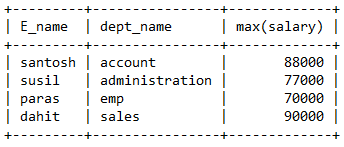 +---------+----------------+-------------+
| E_name  | dept_name      | max(salary) |
+---------+----------------+-------------+
| santosh | account        |       88000 |
| susil   | administration |       77000 |
| paras   | emp            |       70000 |
| dahit   | sales          |       90000 |
+---------+----------------+-------------+